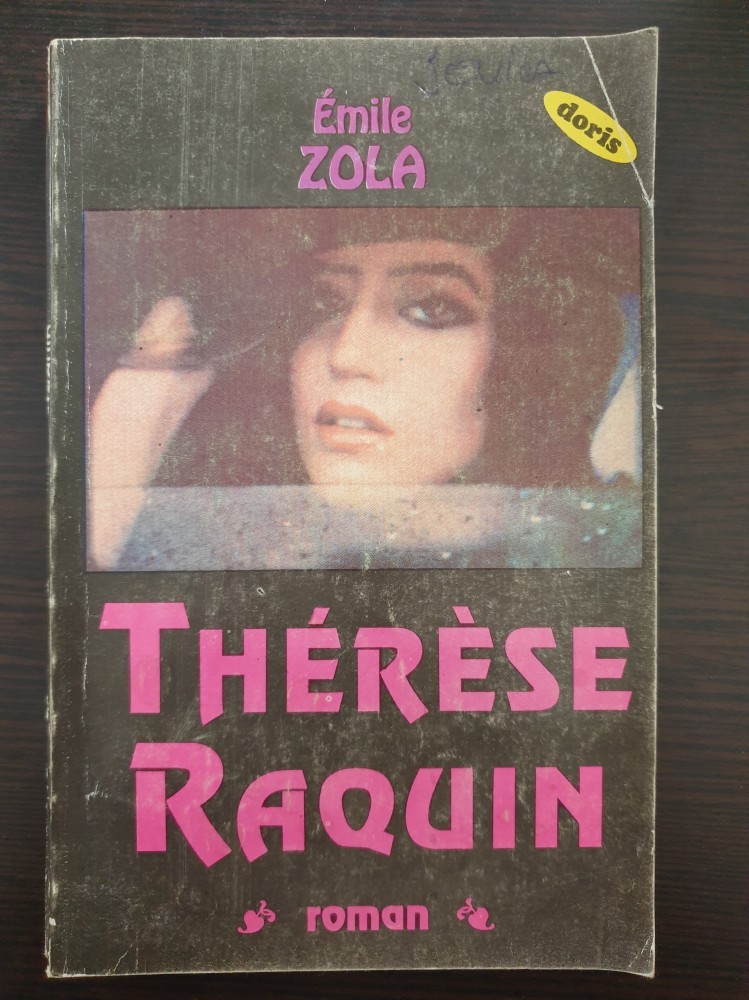 Émile
ZOLA
doris
THÉRÈSE
RAQUIN
roman